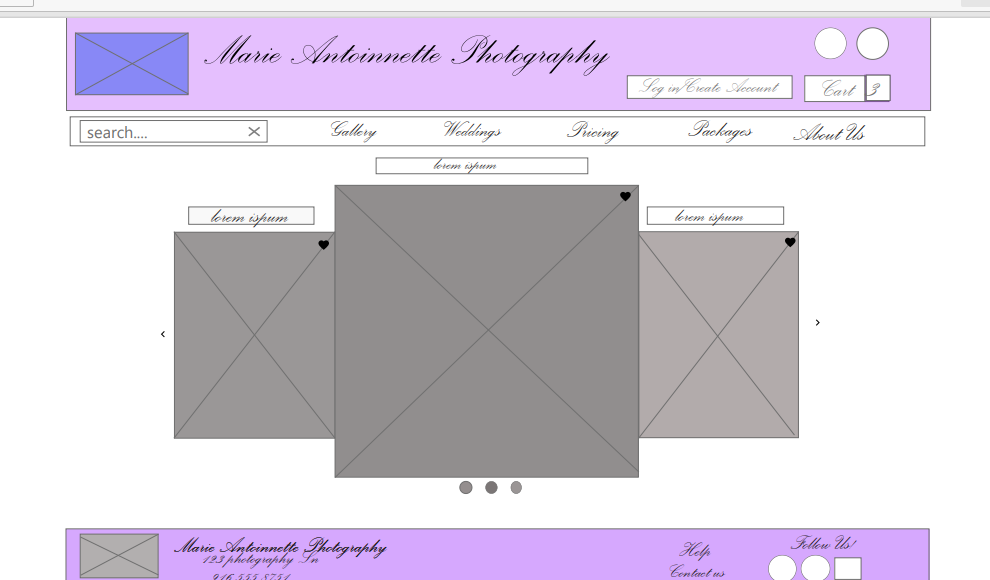 Marie Antoinnette Photography
Log in/Create Account
Cart 3
search....
Gallery Weddings Pricing Packages About Us
lorem ispum
lorem ispum
lorem ispum
Marie Antoinnette Photography
123 photography Ln
916 555 8751
Help
Contact us
Follow Us!